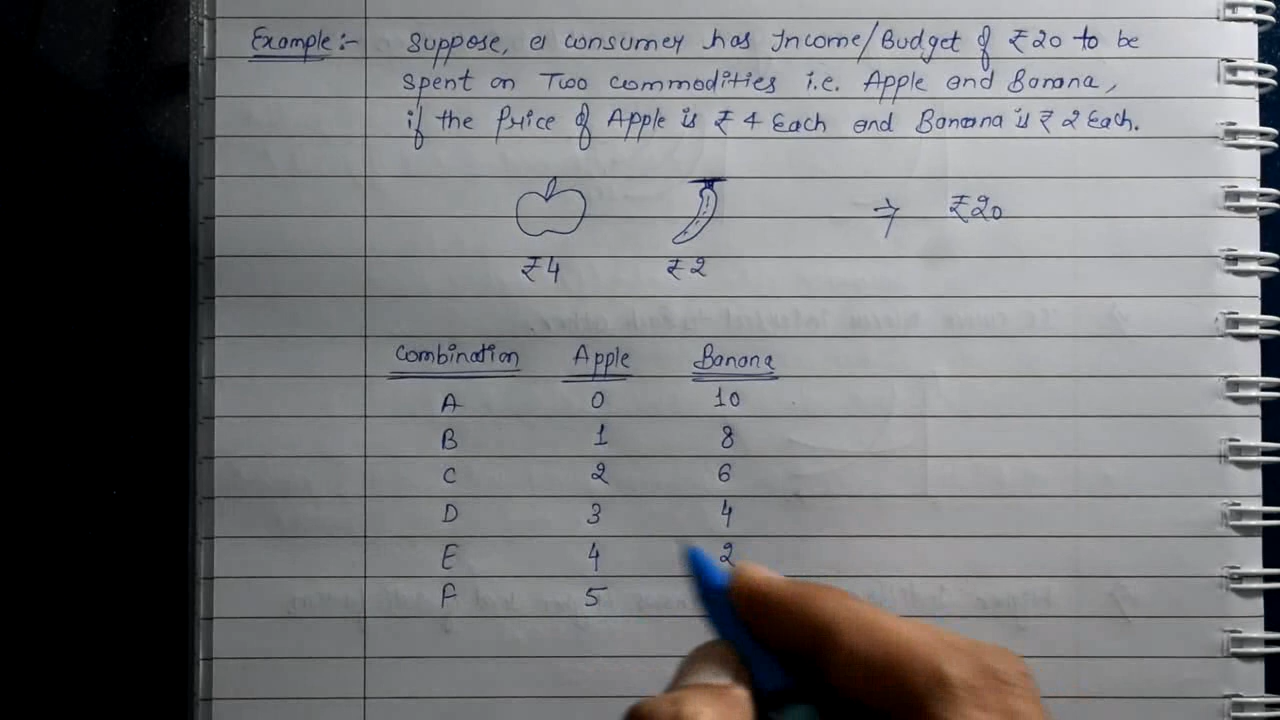 Example:- Suppose, a consumer has Income/Budget of ₹20 to be
spent on Two commodities i.e. Apple and Banana,
if the Price of Apple is ₹4 Each and Banana is ₹2 Each.
⇒ ₹20
₹4 ₹2
Combination Apple Banana
A 0 10
B 1 8
C 2 6
D 3 4
E 4 2
F 5